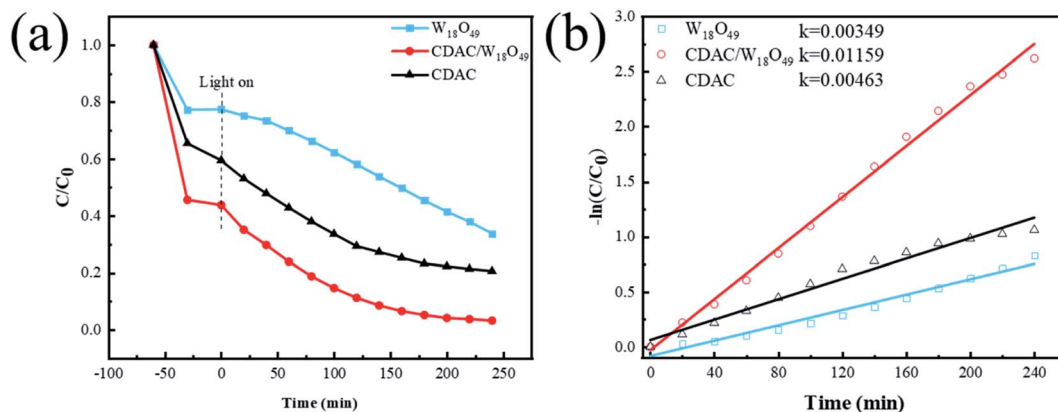 (a)
W₁₈O₄₉
CDAC/W₁₈O₄₉
CDAC
Light on
C/C₀
1.0
0.8
0.6
0.4
0.2
0.0
-100 -50 0 50 100 150 200 250
Time (min)
(b)
W₁₈O₄₉ k=0.00349
CDAC/W₁₈O₄₉ k=0.01159
CDAC k=0.00463
-ln(C/C₀)
3.0
2.5
2.0
1.5
1.0
0.5
0.0
0 40 80 120 160 200 240
Time (min)